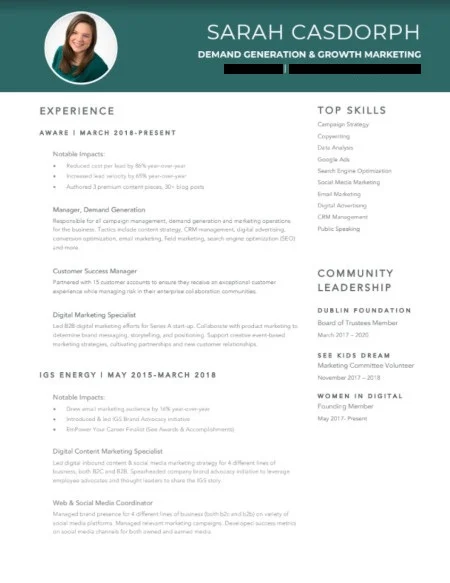 SARAH CASDORPH
DEMAND GENERATION & GROWTH MARKETING
EXPERIENCE
AWARE | MARCH 2018-PRESENT
Notable Impacts:
• Reduced cost per lead by 86% year-over-year
• Increased lead velocity by 69% year-over-year
• Authored 3 premium content pieces, 30+ blog posts
Manager, Demand Generation
Responsible for all campaign management, demand generation and marketing operations
for the business. Tactics include content strategy, CRM management, digital advertising,
conversion optimization, email marketing, field marketing, search engine optimization (SEO)
and more.
Customer Success Manager
Partnered with 15 customer accounts to ensure they receive an exceptional customer
experience while managing risk in their enterprise collaboration communities.
Digital Marketing Specialist
Led B2B digital marketing efforts for Series A start-up. Collaborate with product marketing to
determine brand messaging, storytelling, and positioning. Support creative event-based
marketing strategies, cultivating partnerships and new customer relationships.
IGS ENERGY | MAY 2015-MARCH 2018
Notable Impacts:
• Grew email marketing audience by 16% year-over-year
• Introduced & led IGS Brand Advocacy initiative
• EmPower Your Career Finalist (See Awards & Accomplishments)
Digital Content Marketing Specialist
Led digital inbound content & social media marketing strategy for 4 different lines of
business, both B2C and B2B. Spearheaded company brand advocacy initiative to leverage
employee advocates and thought leaders to share the IGS story.
Web & Social Media Coordinator
Managed brand presence for 4 different lines of business (both b2c and b2b) on variety of
social media platforms. Managed relevant marketing campaigns. Develop success metrics
on social media for both owned and earned media.
TOP SKILLS
Campaign Strategy
Copywriting
Data Analysis
Google Ads
Search Engine Optimization
Social Media Marketing
Email Marketing
Digital Advertising
CRM Management
Public Speaking
COMMUNITY
LEADERSHIP
DUBLIN FOUNDATION
Board of Trustees Member
March 2017 – 2020
SEE KIDS DREAM
Marketing Committee Volunteer
November 2017 – 2018
WOMEN IN DIGITAL
Founding Member
May 2017- Present